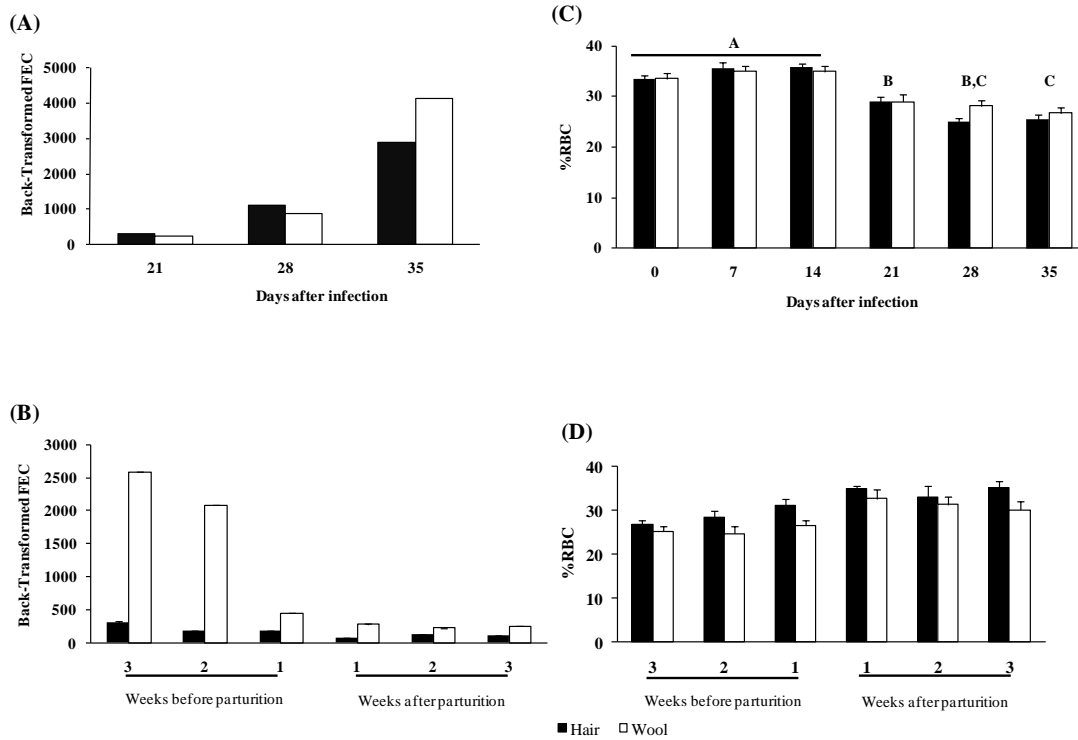 (A)
Back-Transformed FEC
5000
4000
3000
2000
1000
0
21 28 35
Days after infection
(C)
%RBC
40
30
20
10
0
A
B
B,C
C
0 7 14 21 28 35
Days after infection
(B)
Back-Transformed FEC
3000
2500
2000
1500
1000
500
0
3 2 1 1 2 3
Weeks before parturition Weeks after parturition
(D)
%RBC
40
30
20
10
0
3 2 1 1 2 3
Weeks before parturition Weeks after parturition
Hair Wool